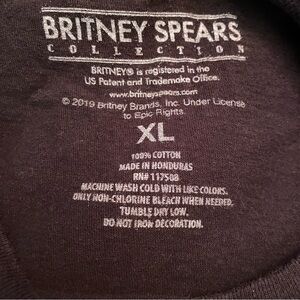 BRITNEY SPEARS
COLLECTION
BRITNEY® is registered in the
US Patent and Trademake Office.
www.britneyspears.com
© 2019 Britney Brands, Inc. Under License
to Epic Rights.
XL
100% COTTON
MADE IN HONDURAS
RN# 117508
MACHINE WASH COLD WITH LIKE COLORS.
ONLY NON-CHLORINE BLEACH WHEN NEEDED.
TUMBLE DRY LOW.
DO NOT IRON DECORATION.